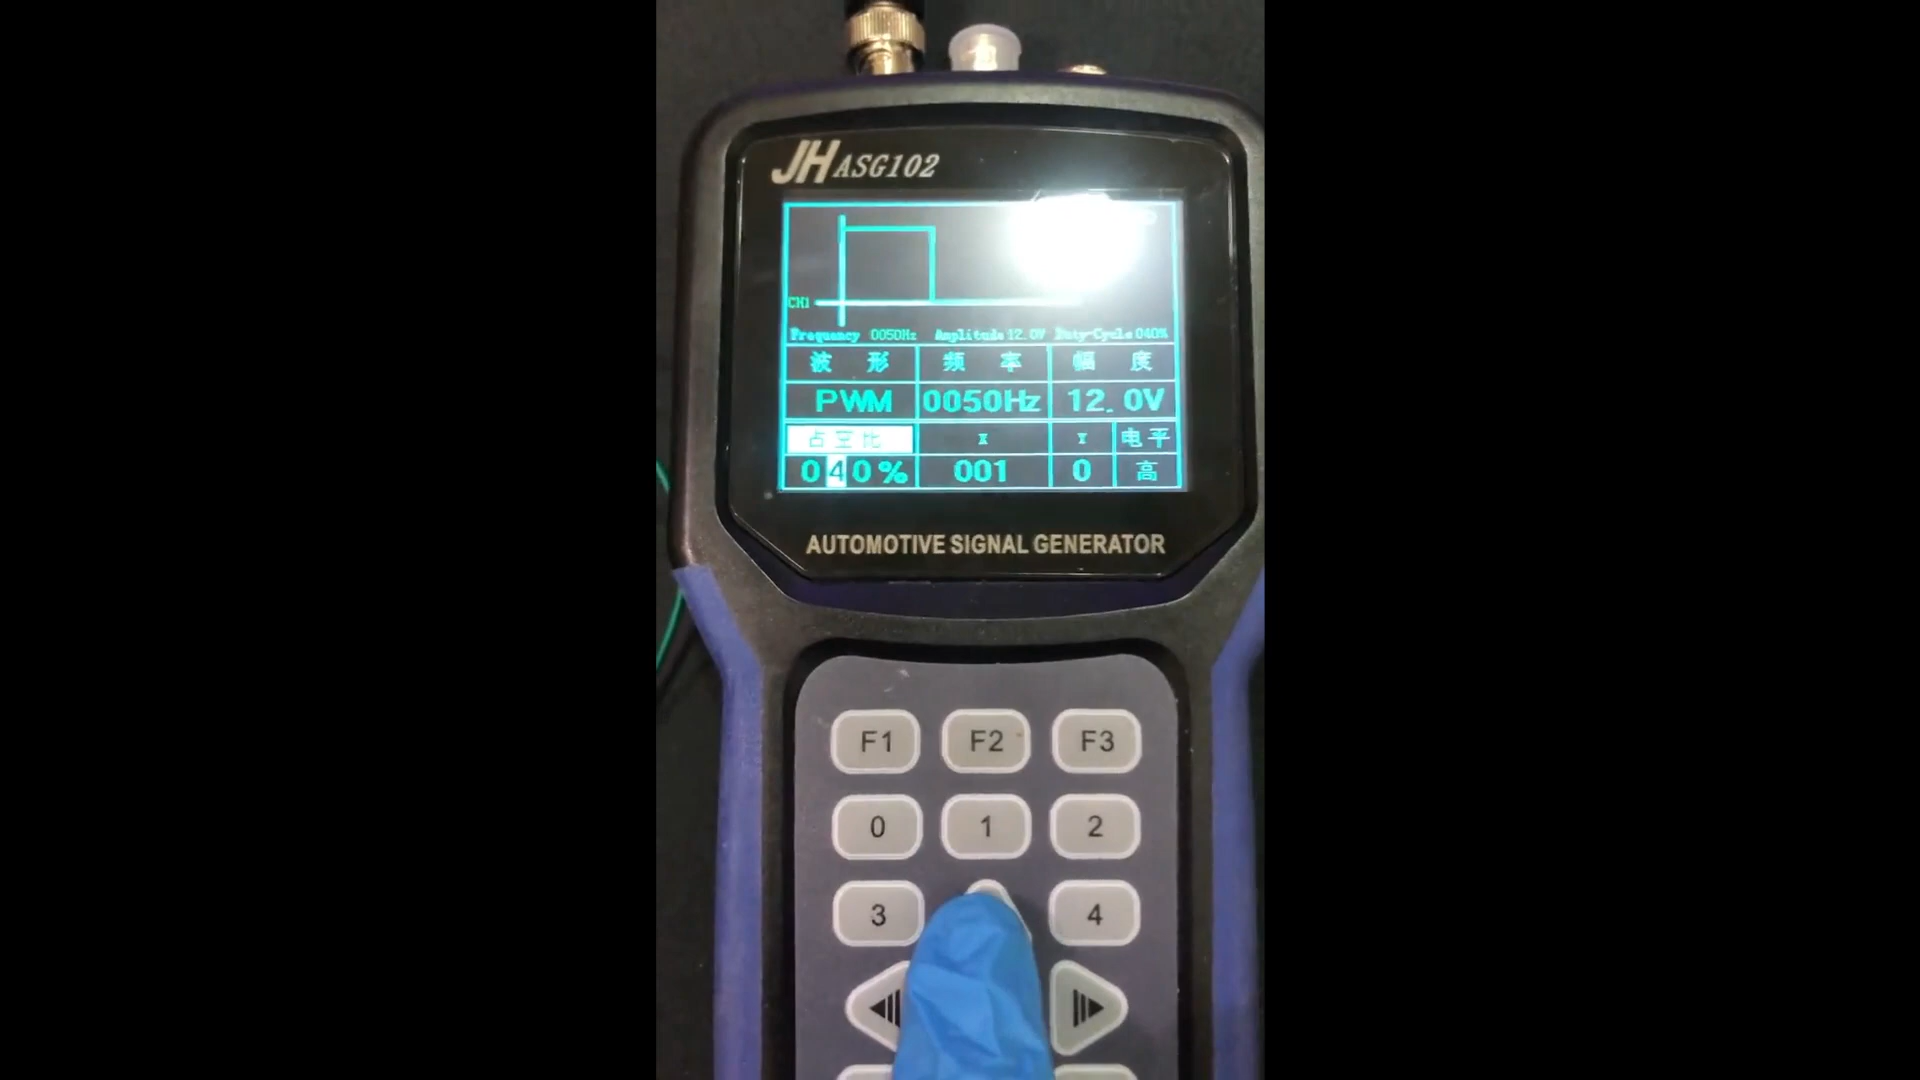 JH ASG102
CH1
Frequency 0050Hz Amplitude 12.0V Duty-Cycle 040%
波 形 频 率 幅 度
PWM 0050Hz 12.0V
占空比 X Y 电平
040% 001 0 高
AUTOMOTIVE SIGNAL GENERATOR
F1 F2 F3
0 1 2
3 4